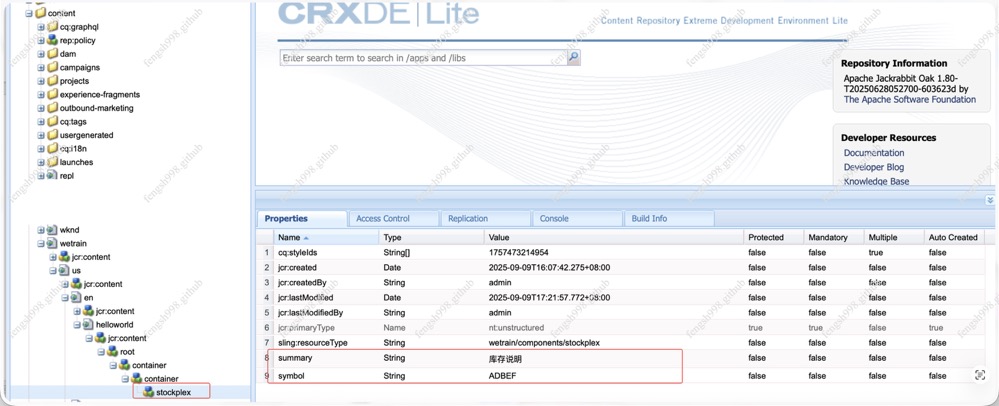 content
cq:graphql
rep:policy
dam
campaigns
projects
experience-fragments
outbound-marketing
cq:tags
usergenerated
cq:i18n
launches
repl
wknd
wetrain
jcr:content
us
jcr:content
en
jcr:content
helloworld
jcr:content
root
container
container
stockplex
CRXDE | Lite
Content Repository Extreme Development Environment Lite
Enter search term to search in /apps and /libs
Repository Information
Apache Jackrabbit Oak 1.80-
T20250628052700-603623d by
The Apache Software Foundation
Developer Resources
Documentation
Developer Blog
Knowledge Base
Properties Access Control Replication Console Build Info
Name Type Value Protected Mandatory Multiple Auto Created
1 cq:styleIds String[] 1757473214954 false false true false
2 jcr:created Date 2025-09-09T16:07:42.275+08:00 false false false false
3 jcr:createdBy String admin false false false false
4 jcr:lastModified Date 2025-09-09T17:21:57.772+08:00 false false false false
5 jcr:lastModifiedBy String admin false false false false
6 jcr:primaryType Name nt:unstructured true true false true
7 sling:resourceType String wetrain/components/stockplex false false false false
8 summary String 库存说明 false false false false
9 symbol String ADBEF false false false false
fengsh998_github